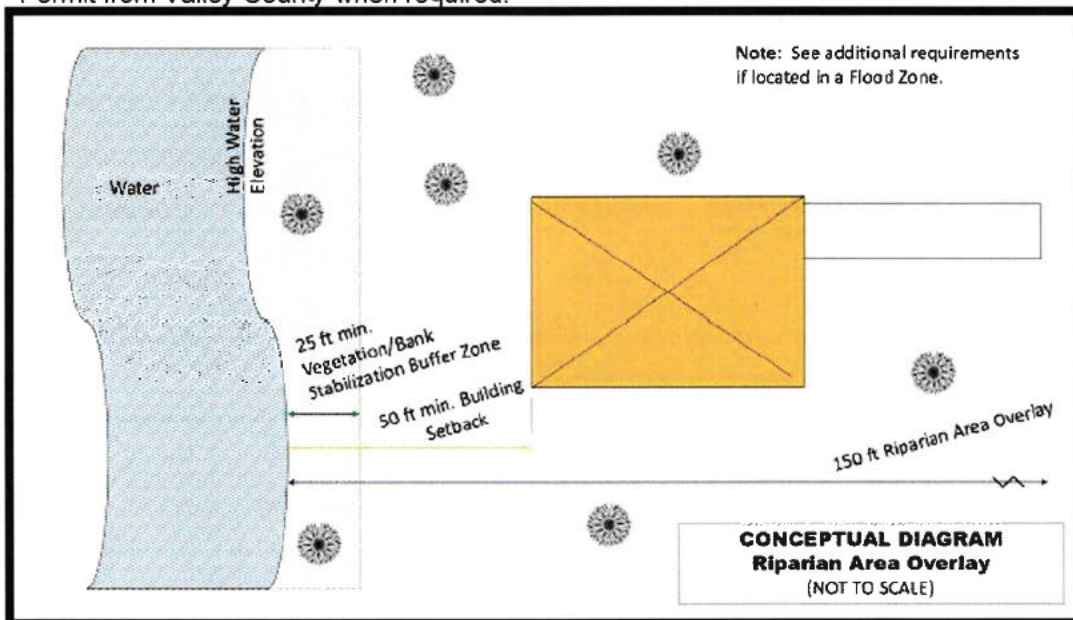 Permit from Valley County when required.
Note: See additional requirements
if located in a Flood Zone.
Water
High Water
Elevation
25 ft min.
Vegetation/Bank
Stabilization Buffer Zone
50 ft min. Building
Setback
150 ft Riparian Area Overlay
CONCEPTUAL DIAGRAM
Riparian Area Overlay
(NOT TO SCALE)